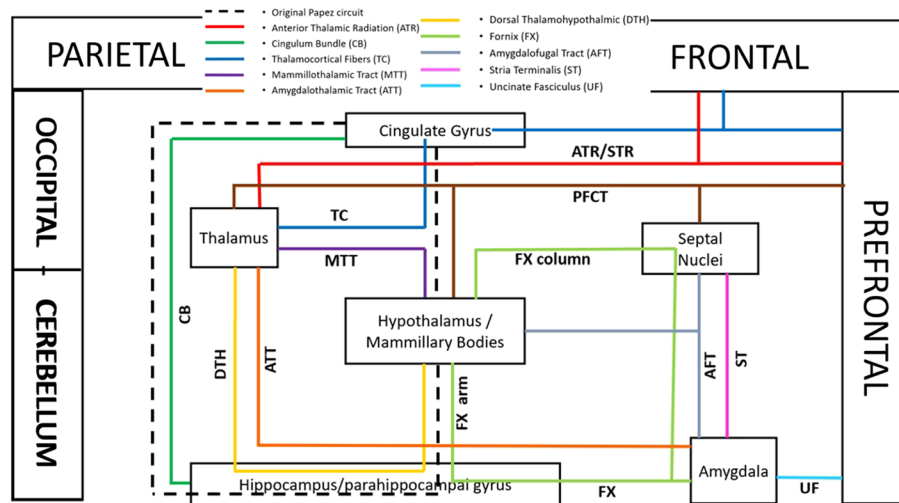 • Original Papez circuit
• Anterior Thalamic Radiation (ATR)
• Cingulum Bundle (CB)
• Thalamocortical Fibers (TC)
• Mammillothalamic Tract (MTT)
• Amygdalothalamic Tract (ATT)
• Dorsal Thalamohypothalmic (DTH)
• Fornix (FX)
• Amygdalofugal Tract (AFT)
• Stria Terminalis (ST)
• Uncinate Fasciculus (UF)
PARIETAL
FRONTAL
OCCIPITAL + CEREBELLUM
PREFRONTAL
Cingulate Gyrus
ATR/STR
PFCT
TC
Thalamus
MTT
FX column
Septal
Nuclei
CB
DTH
ATT
Hypothalamus /
Mammillary Bodies
FX arm
AFT
ST
Hippocampus/parahippocampal gyrus
FX
Amygdala
UF